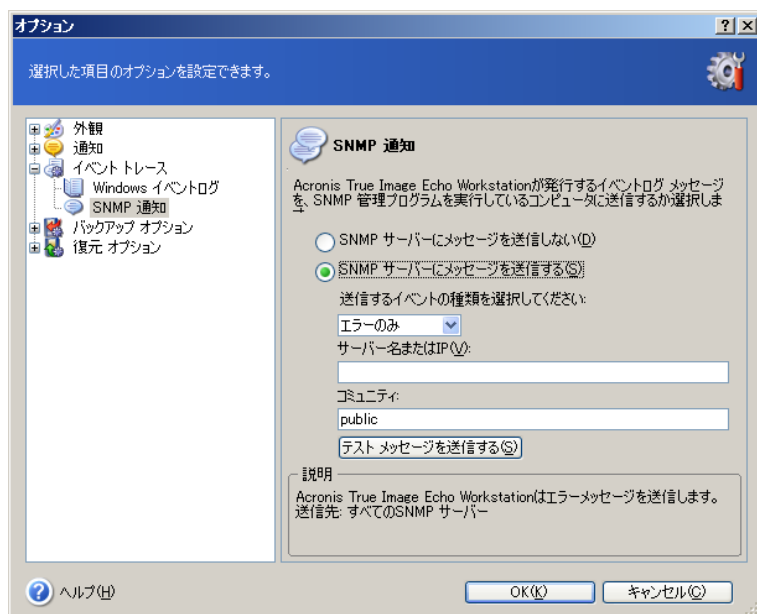 オプション
選択した項目のオプションを設定できます。
外観
通知
イベント トレース
Windows イベントログ
SNMP 通知
バックアップ オプション
復元 オプション
SNMP 通知
Acronis True Image Echo Workstationが発行するイベントログ メッセージ
を、SNMP 管理プログラムを実行しているコンピュータに送信するか選択しま
SNMP サーバーにメッセージを送信しない(D)
SNMP サーバーにメッセージを送信する(S)
送信するイベントの種類を選択してください:
エラーのみ
サーバー名またはIP(V):
コミュニティ:
public
テスト メッセージを送信する(S)
説明
Acronis True Image Echo Workstationはエラーメッセージを送信します。
送信先: すべてのSNMP サーバー
ヘルプ(H)
OK(K)
キャンセル(C)